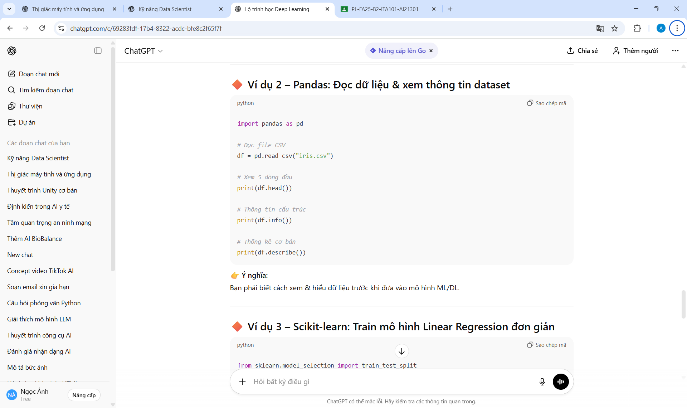 Thị giác máy tính và ứng dụng
Kỹ năng Data Scientist
Lộ trình học Deep Learning
chatgpt.com
ChatGPT
Nâng cấp lên Go
Chia sẻ
Thêm người
Đoạn chat mới
Tìm kiếm đoạn chat
Thư viện
Dự án
Các đoạn chat của bạn
Kỹ năng Data Scientist
Thị giác máy tính và ứng dụng
Thuyết trình Unity cơ bản
Định kiến trong AI y tế
Tầm quan trọng an ninh mạng
Thêm AI BioBalance
New chat
Concept video TikTok AI
Soạn email xin gia hạn
Câu hỏi phỏng vấn Python
Giải thích mô hình LLM
Thuyết trình công cụ AI
Đánh giá nhận dạng AI
Mô tả bức ảnh
Ngọc Ánh
Free
Nâng cấp
Ví dụ 2 – Pandas: Đọc dữ liệu & xem thông tin dataset
python
Sao chép mã
import pandas as pd
# Đọc file CSV
df = pd.read_csv("iris.csv")
# Xem 5 dòng đầu
print(df.head())
# Thông tin cấu trúc
print(df.info())
# Thống kê cơ bản
print(df.describe())
👉 Ý nghĩa:
Bạn phải biết cách xem & hiểu dữ liệu trước khi đưa vào mô hình ML/DL.
Ví dụ 3 – Scikit-learn: Train mô hình Linear Regression đơn giản
python
Sao chép mã
from sklearn.model_selection import train_test_split
Hỏi bất kỳ điều gì
ChatGPT có thể mắc lỗi. Hãy kiểm tra các thông tin quan trọng.